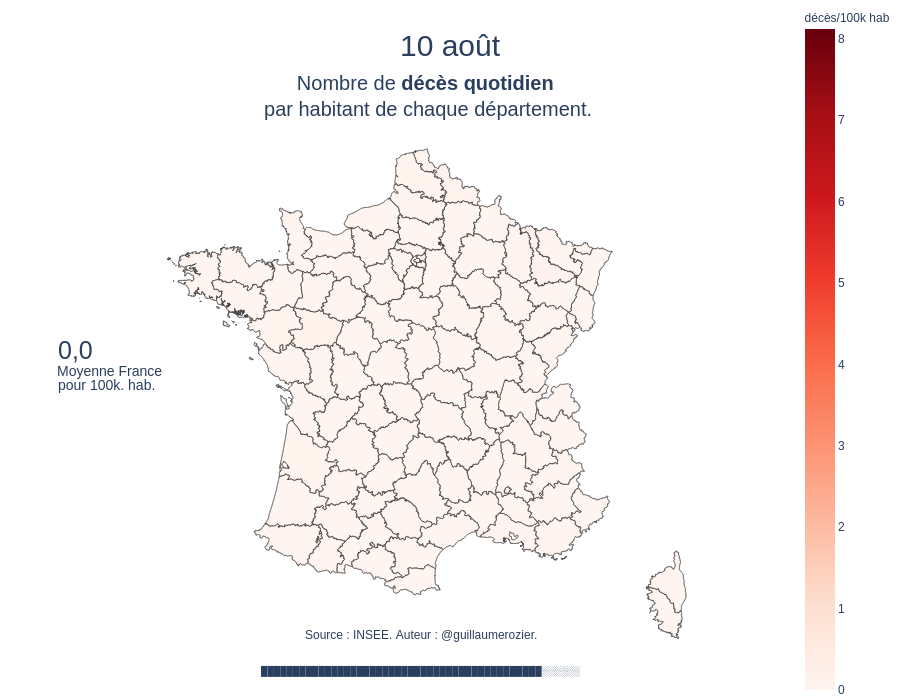 décès/100k hab
10 août
Nombre de décès quotidien
par habitant de chaque département.
8
7
6
5
4
3
2
1
0
0,0
Moyenne France
pour 100k. hab.
Source : INSEE. Auteur : @guillaumerozier.